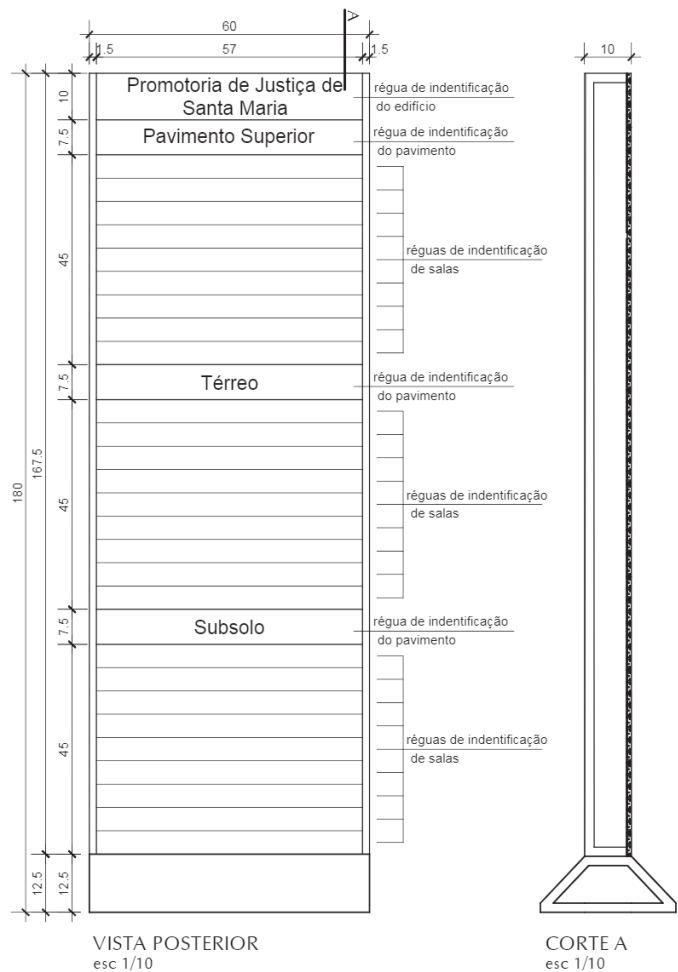 60
A
1.5
57
1.5
10
10
Promotoria de Justiça de
Santa Maria
régua de indentificação
do edifício
7.5
Pavimento Superior
régua de indentificação
do pavimento
45
réguas de indentificação
de salas
7.5
Térreo
régua de indentificação
do pavimento
180
167.5
45
réguas de indentificação
de salas
7.5
Subsolo
régua de indentificação
do pavimento
45
réguas de indentificação
de salas
12.5
12.5
VISTA POSTERIOR
esc 1/10
CORTE A
esc 1/10